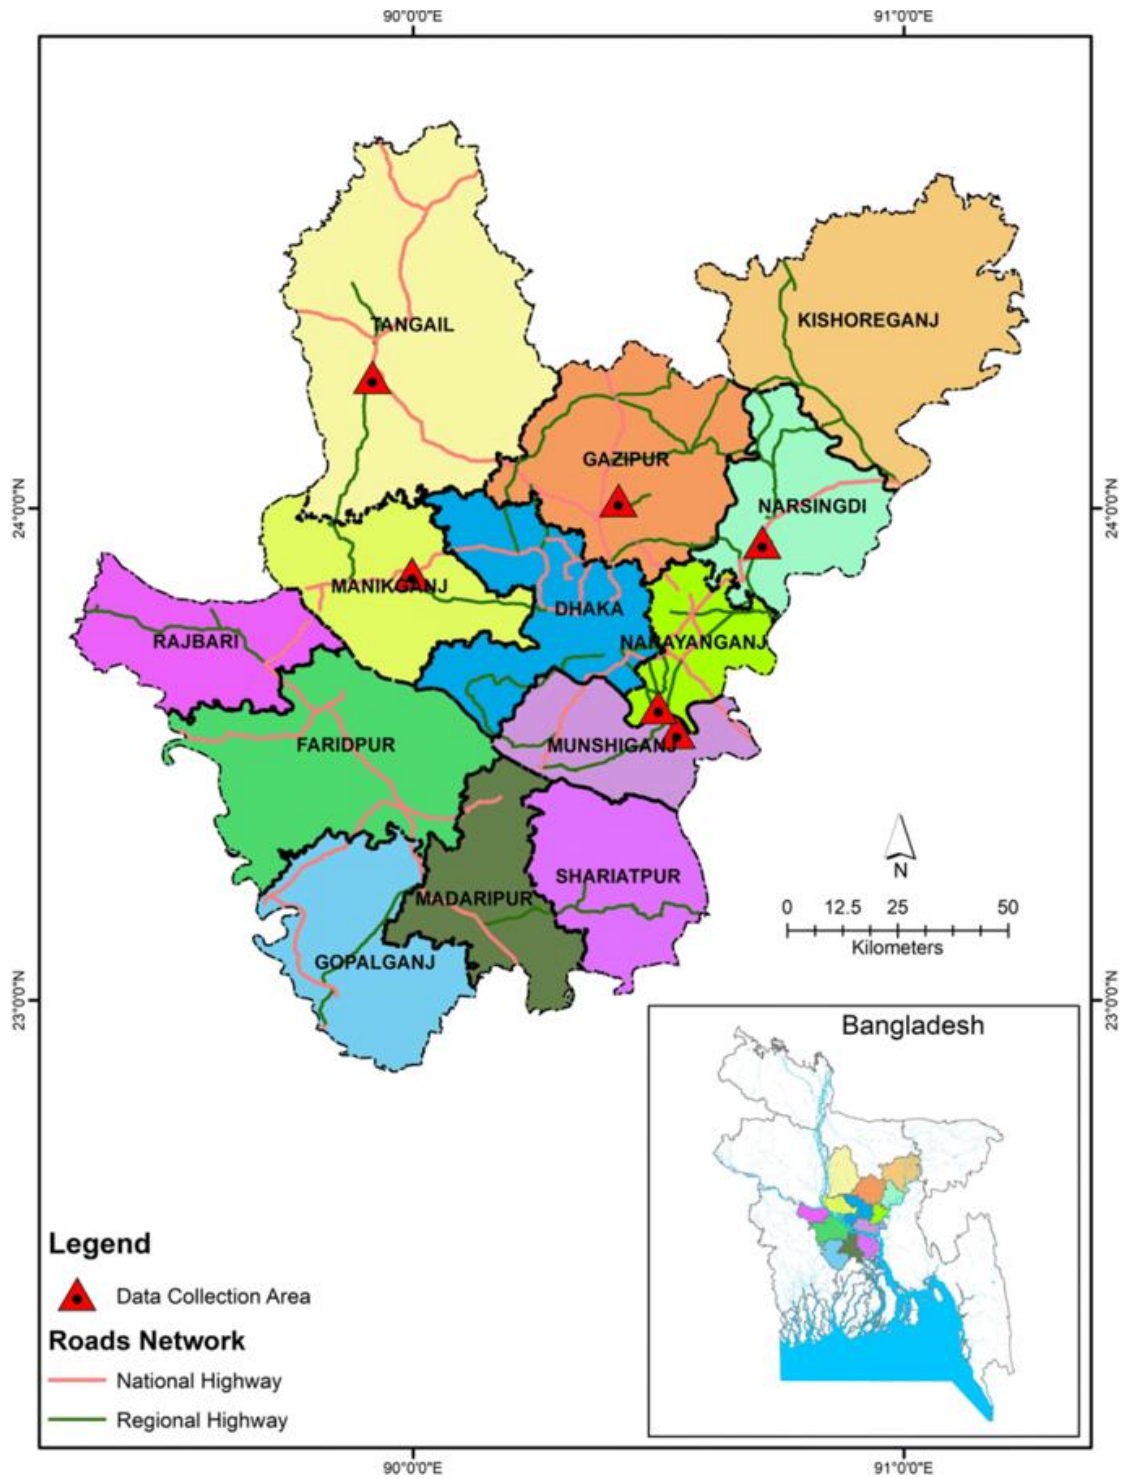 90°0'0"E
91°0'0"E
TANGAIL
KISHOREGANJ
GAZIPUR
NARSINGDI
24°0'0"N
24°0'0"N
MANIKGANJ
DHAKA
RAJBARI
NARAYANGANJ
FARIDPUR
MUNSHIGANJ
SHARIATPUR
MADARIPUR
N
0 12.5 25 50
Kilometers
GOPALGANJ
23°0'0"N
23°0'0"N
Bangladesh
Legend
Data Collection Area
Roads Network
National Highway
Regional Highway
90°0'0"E
91°0'0"E